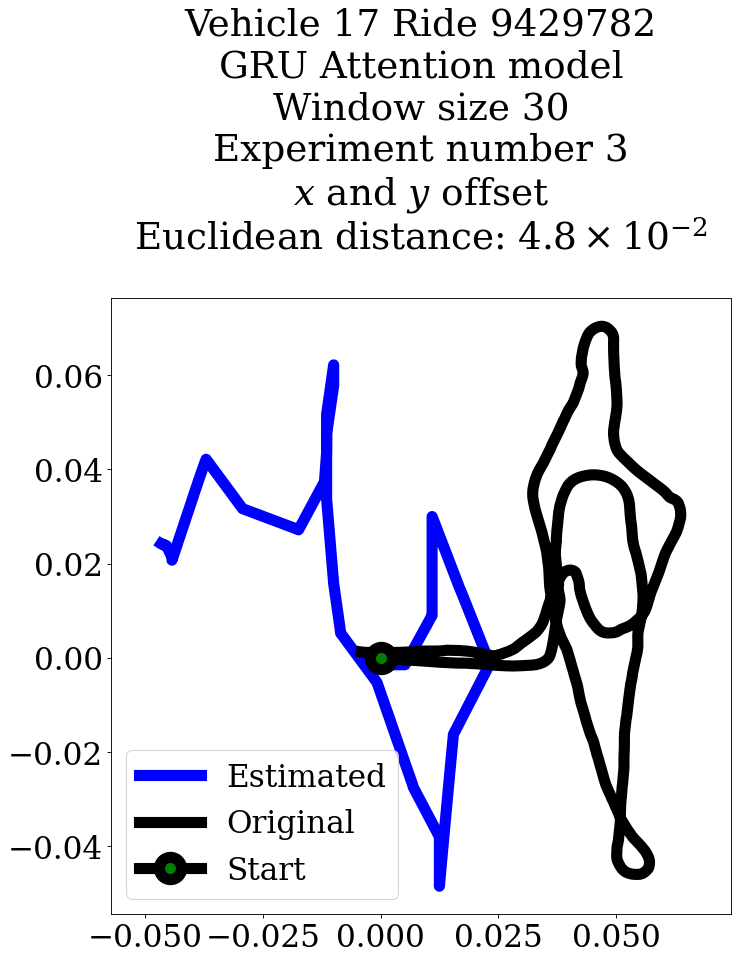 Vehicle 17 Ride 9429782
GRU Attention model
Window size 30
Experiment number 3
x and y offset
Euclidean distance: 4.8 × 10⁻²
0.06
0.04
0.02
0.00
−0.02
−0.04
Estimated
Original
Start
−0.050 −0.025 0.000 0.025 0.050